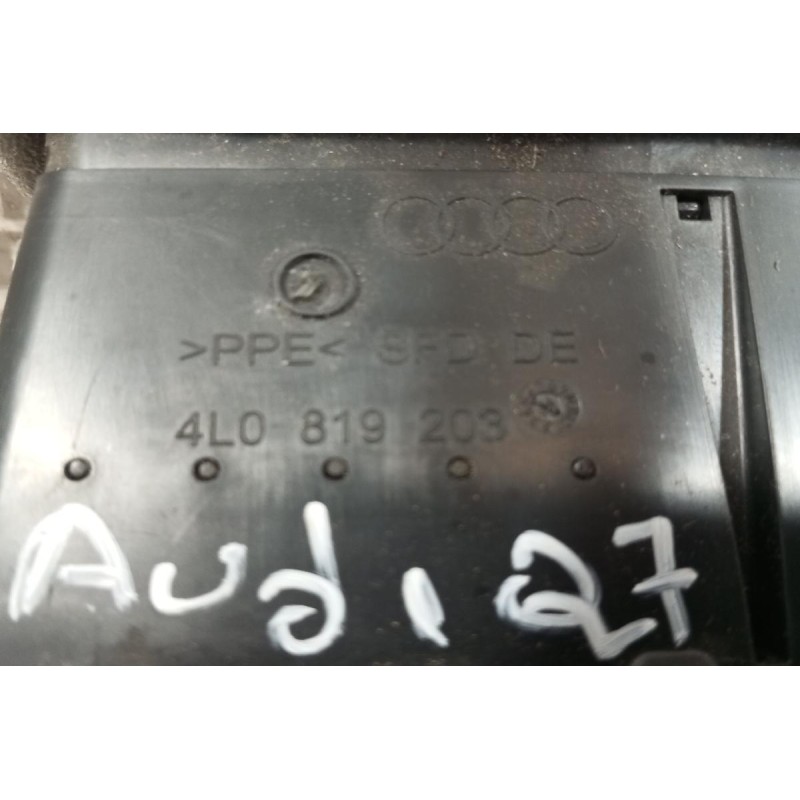 >PPE< SFD DE
4L0 819 203
Audi Q7